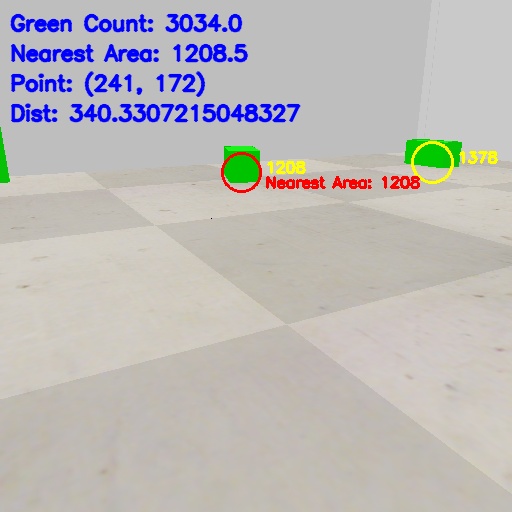 Green Count: 3034.0
Nearest Area: 1208.5
Point: (241, 172)
Dist: 340.3307215048327
1208
1378
Nearest Area: 1208